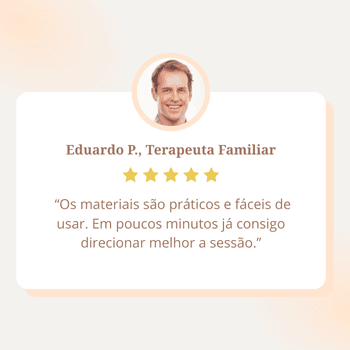 Eduardo P., Terapeuta Familiar
“Os materiais são práticos e fáceis de
usar. Em poucos minutos já consigo
direcionar melhor a sessão.”